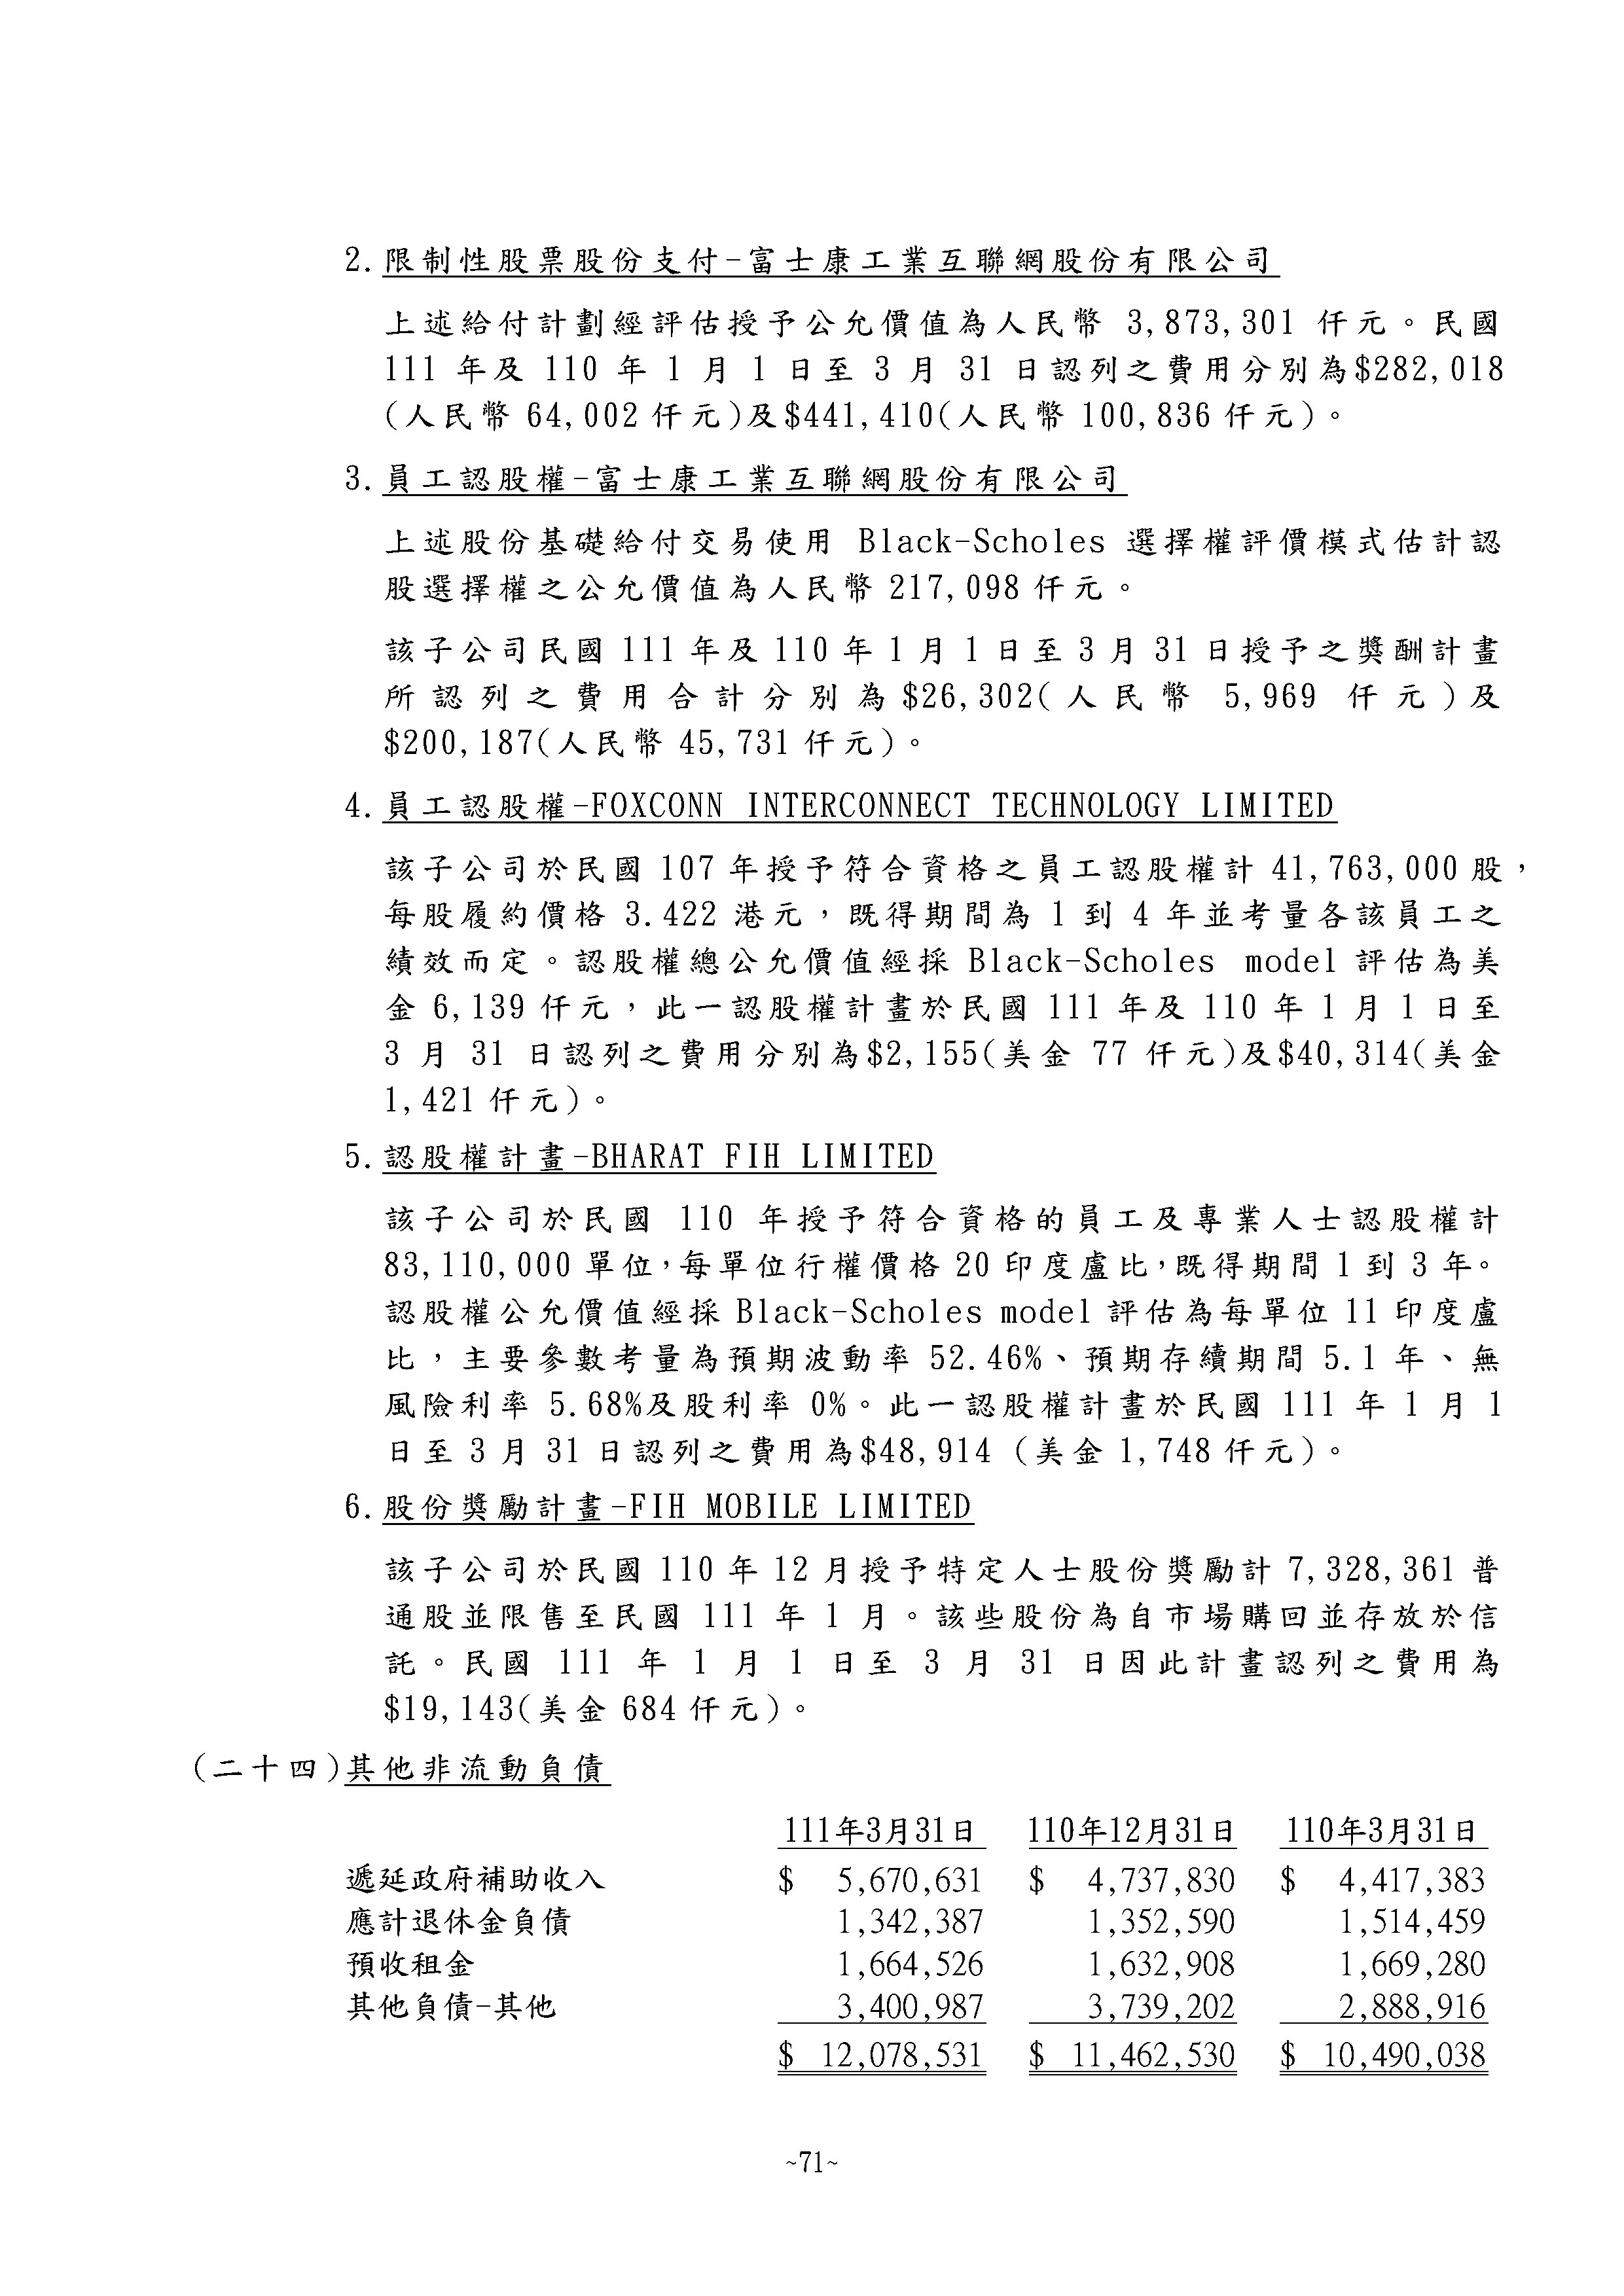 2.限制性股票股份支付-富士康工業互聯網股份有限公司
上述給付計劃經評估授予公允價值為人民幣 3,873,301 仟元。民國
111 年及 110 年 1 月 1 日至 3 月 31 日認列之費用分別為$282,018
(人民幣 64,002 仟元)及$441,410(人民幣 100,836 仟元)。
3.員工認股權-富士康工業互聯網股份有限公司
上述股份基礎給付交易使用 Black-Scholes 選擇權評價模式估計認
股選擇權之公允價值為人民幣 217,098 仟元。
該子公司民國 111 年及 110 年 1 月 1 日至 3 月 31 日授予之獎酬計畫
所認列之費用合計分別為$26,302(人民幣 5,969 仟元)及
$200,187(人民幣 45,731 仟元)。
4.員工認股權-FOXCONN INTERCONNECT TECHNOLOGY LIMITED
該子公司於民國 107 年授予符合資格之員工認股權計 41,763,000 股，
每股履約價格 3.422 港元，既得期間為 1 到 4 年並考量各該員工之
績效而定。認股權總公允價值經採 Black-Scholes model 評估為美
金 6,139 仟元，此一認股權計畫於民國 111 年及 110 年 1 月 1 日至
3 月 31 日認列之費用分別為$2,155(美金 77 仟元)及$40,314(美金
1,421 仟元)。
5.認股權計畫-BHARAT FIH LIMITED
該子公司於民國 110 年授予符合資格的員工及專業人士認股權計
83,110,000 單位，每單位行權價格 20 印度盧比，既得期間 1 到 3 年。
認股權公允價值經採 Black-Scholes model 評估為每單位 11 印度盧
比，主要參數考量為預期波動率 52.46%、預期存續期間 5.1 年、無
風險利率 5.68%及股利率 0%。此一認股權計畫於民國 111 年 1 月 1
日至 3 月 31 日認列之費用為$48,914 (美金 1,748 仟元)。
6.股份獎勵計畫-FIH MOBILE LIMITED
該子公司於民國 110 年 12 月授予特定人士股份獎勵計 7,328,361 普
通股並限售至民國 111 年 1 月。該些股份為自市場購回並存放於信
託。民國 111 年 1 月 1 日至 3 月 31 日因此計畫認列之費用為
$19,143(美金 684 仟元)。
(二十四)其他非流動負債
111年3月31日 110年12月31日 110年3月31日
遞延政府補助收入 $ 5,670,631 $ 4,737,830 $ 4,417,383
應計退休金負債 1,342,387 1,352,590 1,514,459
預收租金 1,664,526 1,632,908 1,669,280
其他負債-其他 3,400,987 3,739,202 2,888,916
$ 12,078,531 $ 11,462,530 $ 10,490,038
~71~